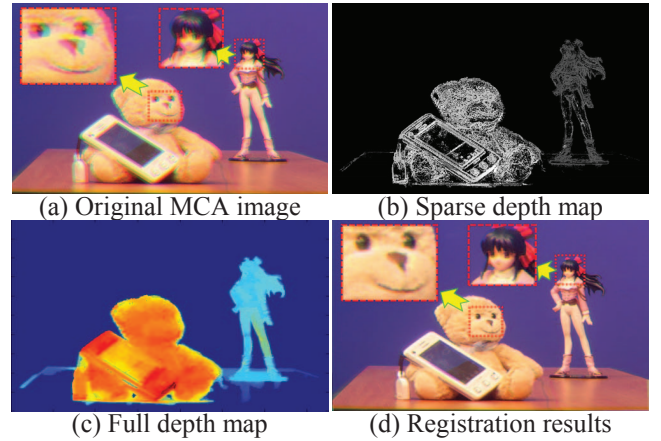 (a) Original MCA image
(b) Sparse depth map
(c) Full depth map
(d) Registration results